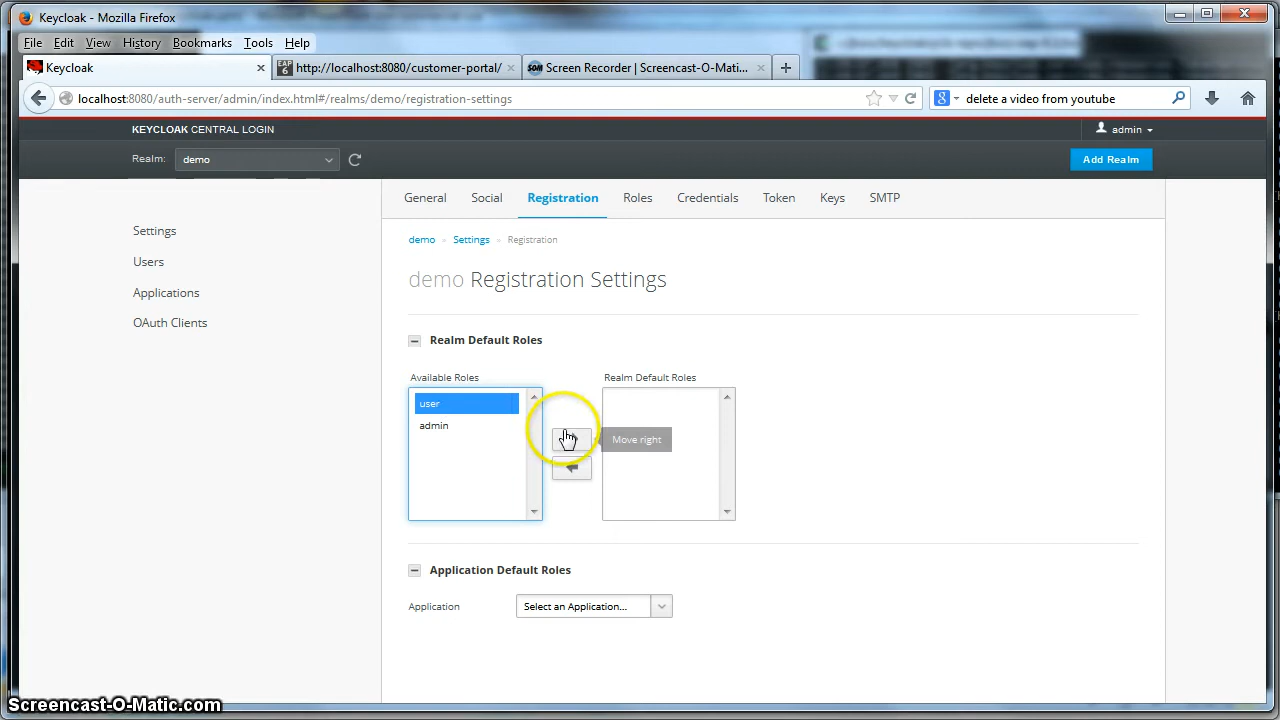 Keycloak - Mozilla Firefox
File Edit View History Bookmarks Tools Help
Keycloak
EAP 6 http://localhost:8080/customer-portal/
SOM Screen Recorder | Screencast-O-Mati...
localhost:8080/auth-server/admin/index.html#/realms/demo/registration-settings
8 delete a video from youtube
KEYCLOAK CENTRAL LOGIN
admin
Realm: demo
Add Realm
General Social Registration Roles Credentials Token Keys SMTP
Settings
Users
Applications
OAuth Clients
demo » Settings » Registration
demo Registration Settings
Realm Default Roles
Available Roles
Realm Default Roles
user
admin
Move right
Application Default Roles
Application Select an Application...
Screencast-O-Matic.com